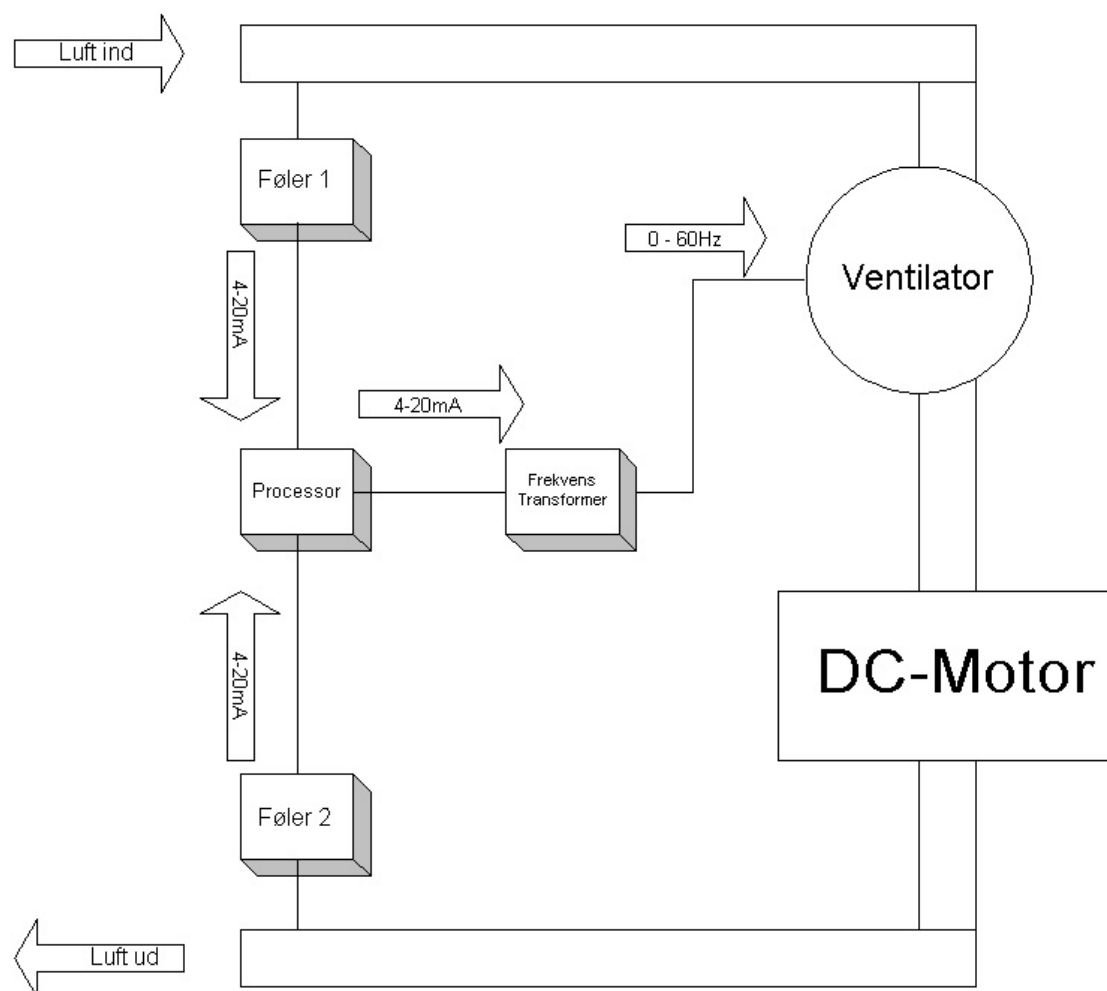 Luft ind
Føler 1
4-20mA
0 - 60Hz
Ventilator
4-20mA
Processor
Frekvens
Transformer
4-20mA
DC-Motor
Føler 2
Luft ud